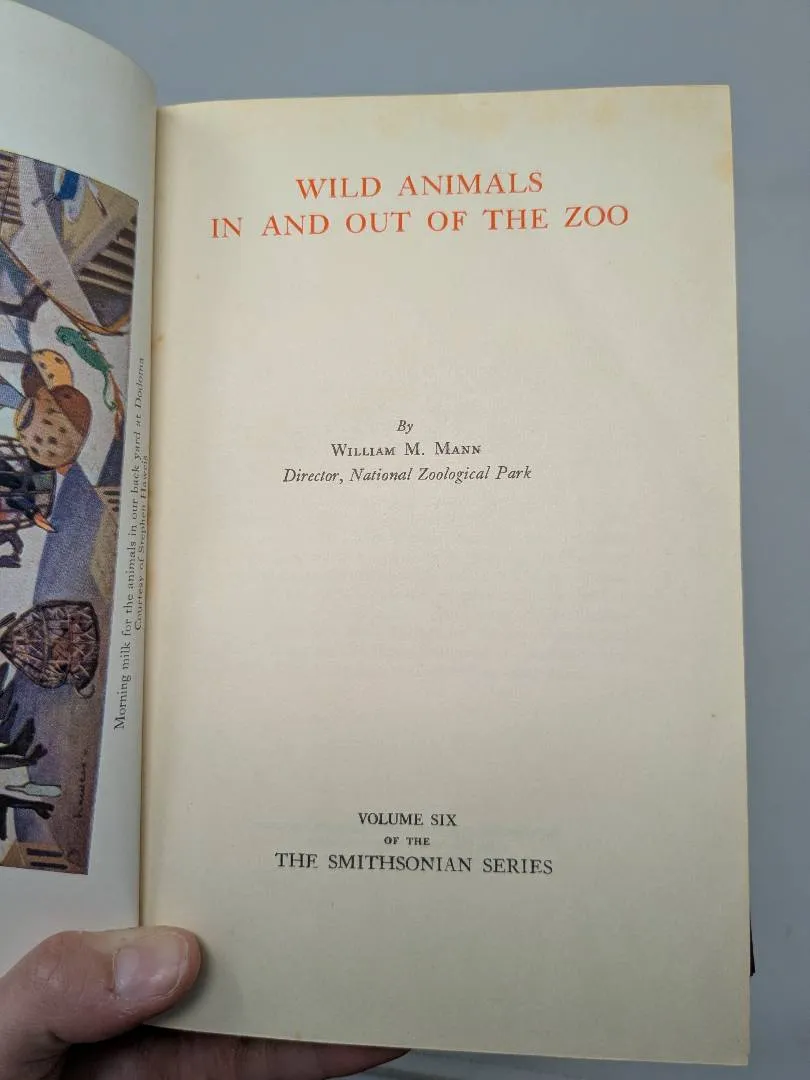 Morning milk for the animals in our back yard at Dodoma
Courtesy of Stephen Haweis
WILD ANIMALS
IN AND OUT OF THE ZOO
By
WILLIAM M. MANN
Director, National Zoological Park
VOLUME SIX
OF THE
THE SMITHSONIAN SERIES